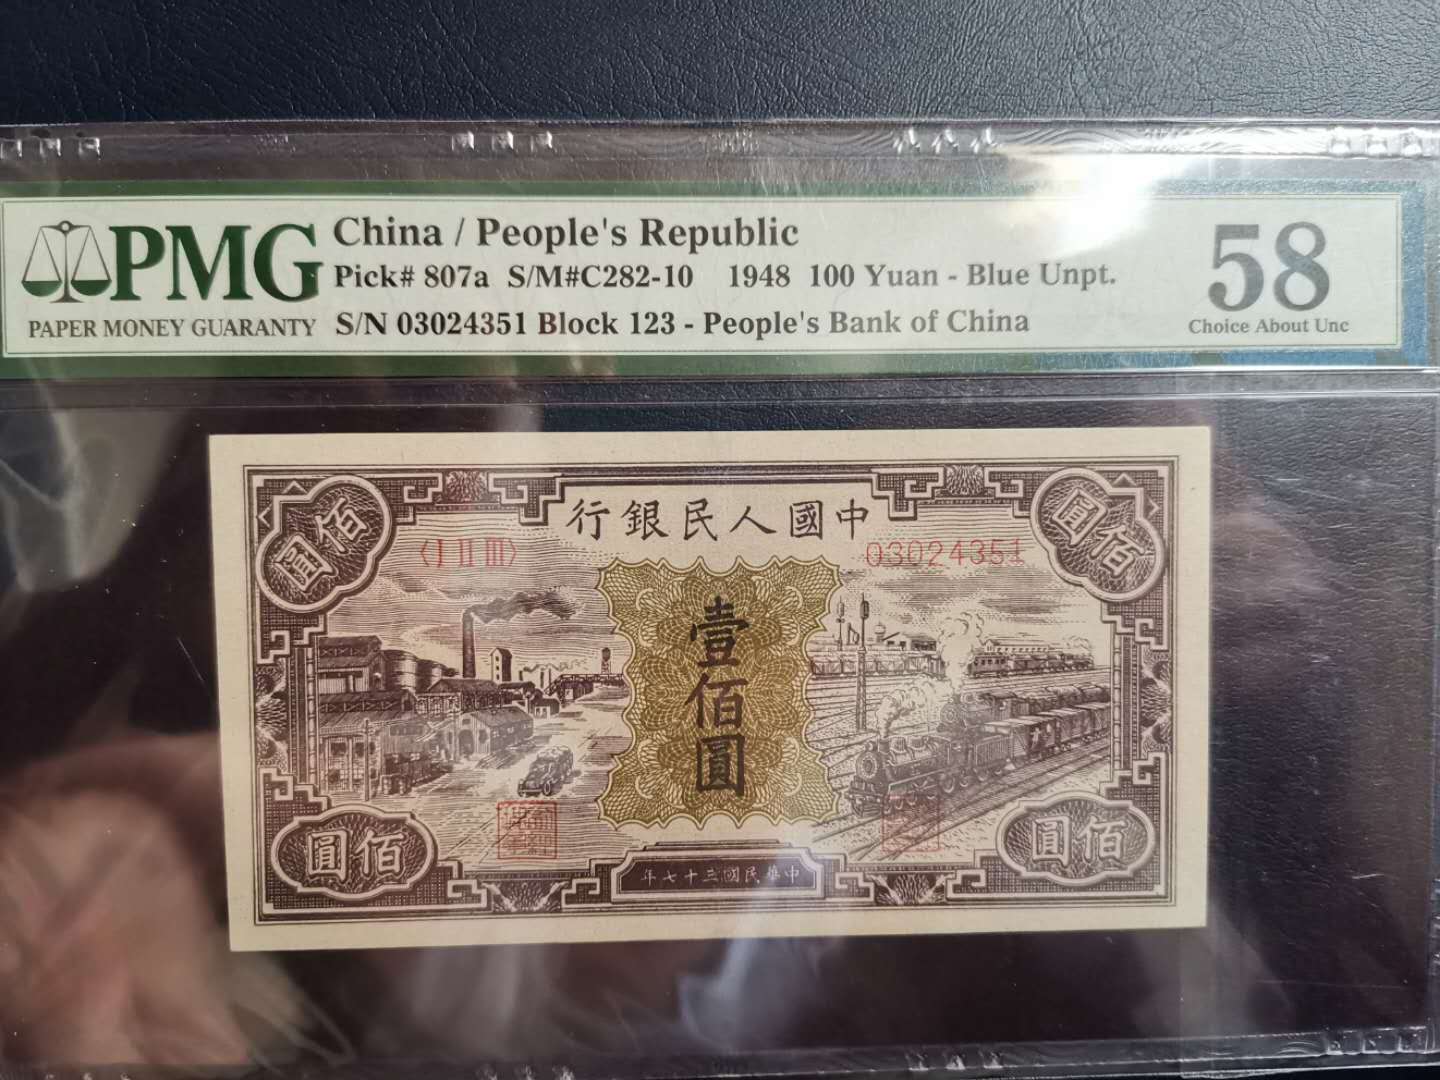 PMG
PAPER MONEY GUARANTY
China / People's Republic
Pick# 807a S/M#C282-10 1948 100 Yuan - Blue Unpt.
S/N 03024351 Block 123 - People's Bank of China
58
Choice About Unc
行銀民人國中
圓佰
圓佰
〈I II III〉
03024351
壹佰圓
圓佰
圓佰
年七十三國民華中